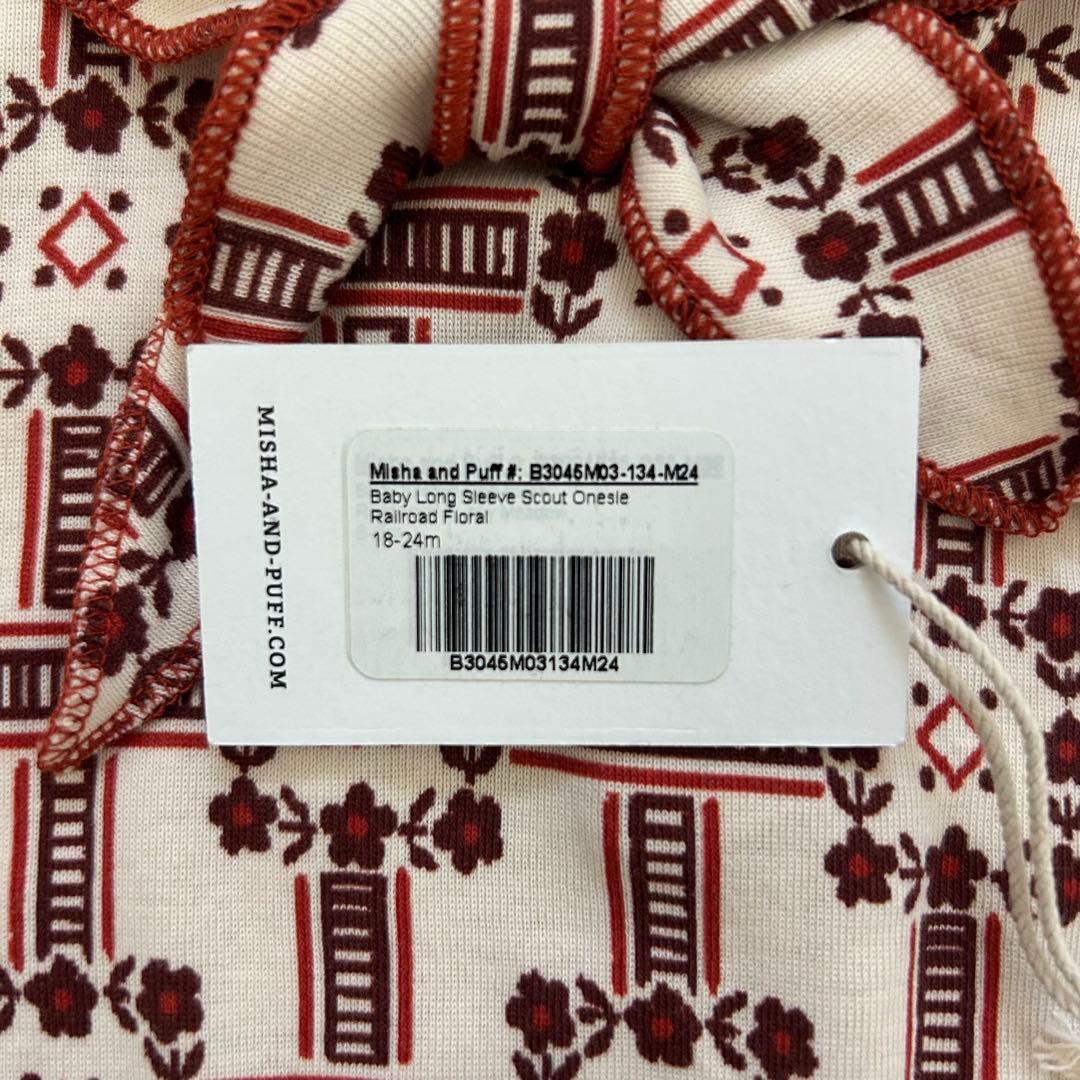 MISHA-AND-PUFF.COM
Misha and Puff #: B3045M03-134-M24
Baby Long Sleeve Scout Onesie
Railroad Floral
18-24m
B3045M03134M24